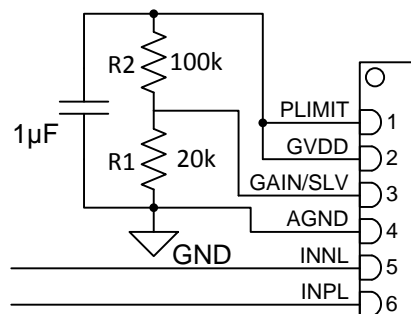 R2 100k
PLIMIT 1
1µF
GVDD 2
R1 20k
GAIN/SLV 3
AGND 4
GND
INNL 5
INPL 6